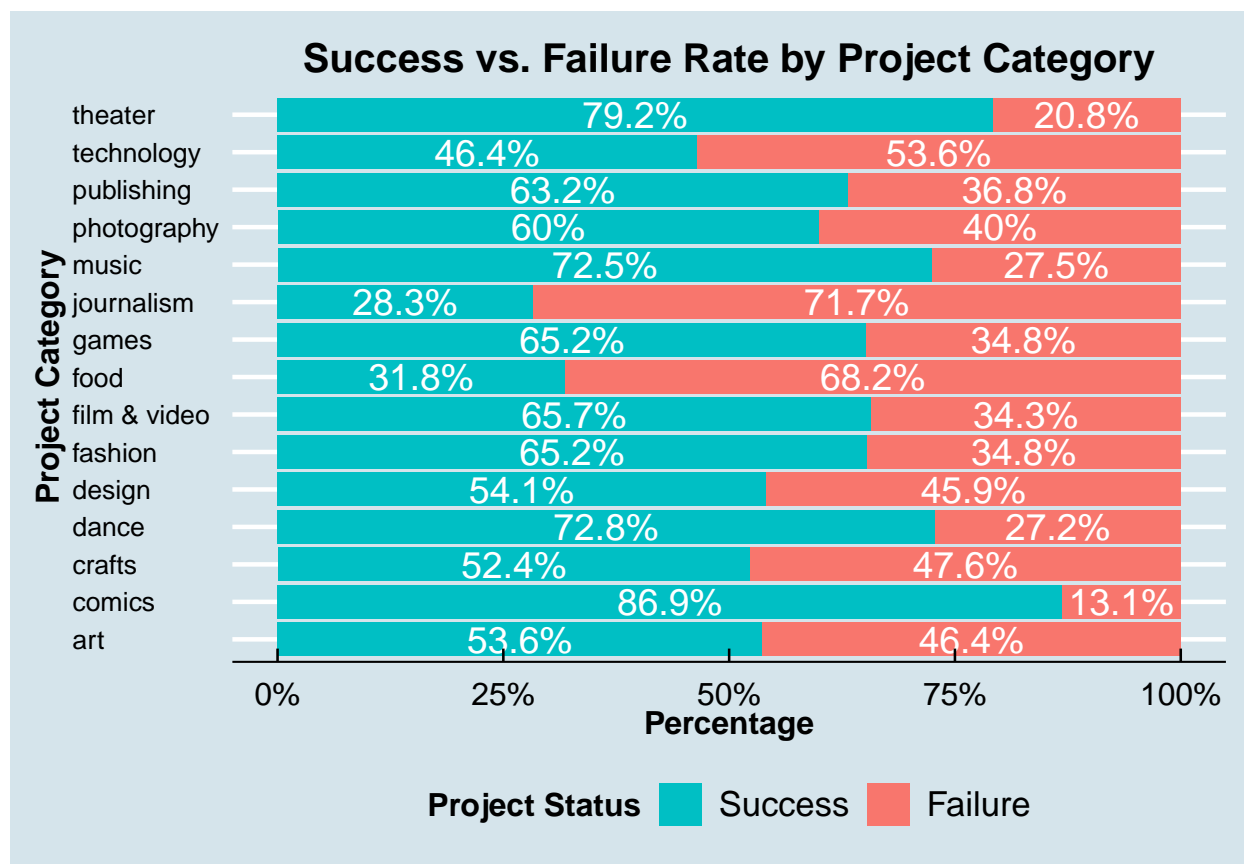 Success vs. Failure Rate by Project Category
Project Category
theater 79.2% 20.8%
technology 46.4% 53.6%
publishing 63.2% 36.8%
photography 60% 40%
music 72.5% 27.5%
journalism 28.3% 71.7%
games 65.2% 34.8%
food 31.8% 68.2%
film & video 65.7% 34.3%
fashion 65.2% 34.8%
design 54.1% 45.9%
dance 72.8% 27.2%
crafts 52.4% 47.6%
comics 86.9% 13.1%
art 53.6% 46.4%
0% 25% 50% 75% 100%
Percentage
Project Status Success Failure